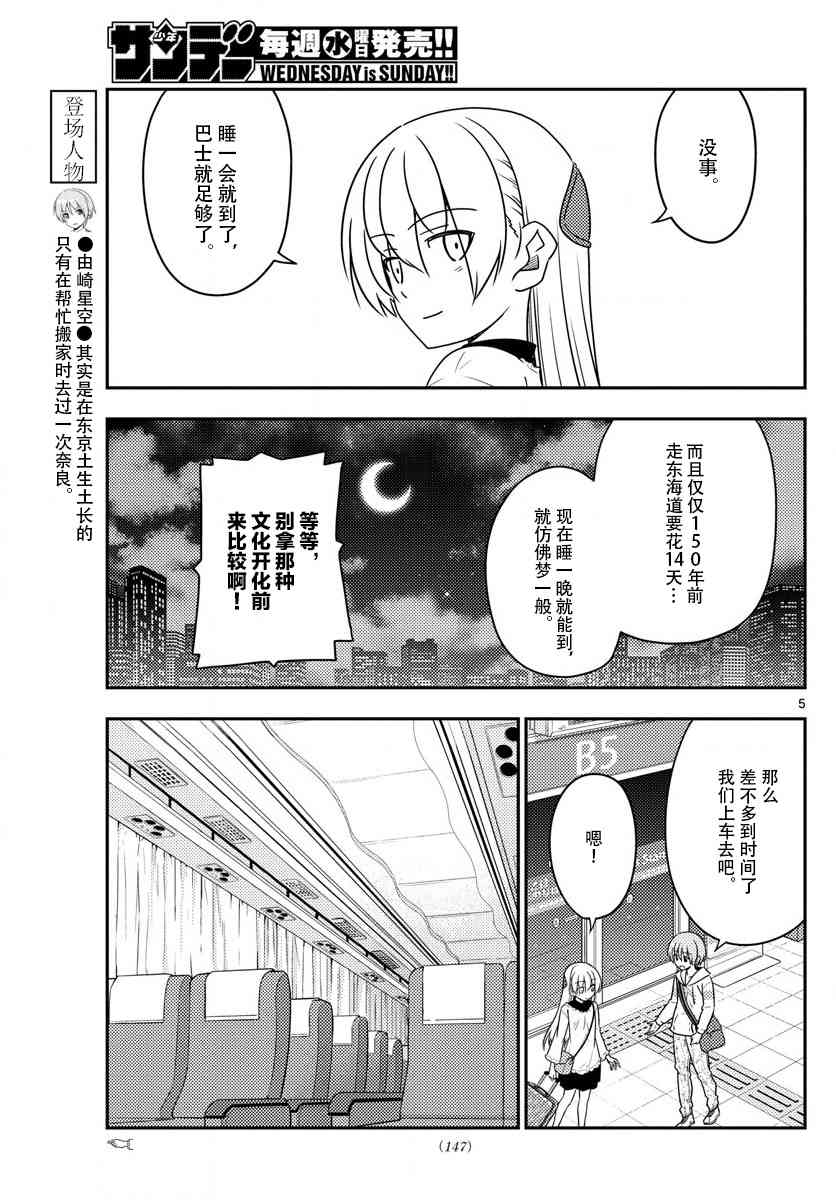 少年
サンデー
毎週水曜日発売!!
WEDNESDAY is SUNDAY!!
登场人物
●由崎星空●其实是在东京土生土长的
只有在帮忙搬家时去过一次奈良。
没事。
睡一会就到了，
巴士就足够了。
而且仅仅150年前
走东海道要花14天…
现在睡一晚就能到，
就仿佛梦一般。
等等，
别拿那种
文化开化前
来比较啊！
5
B5
那么
差不多到时间了
我们上车去吧。
嗯！
(147)